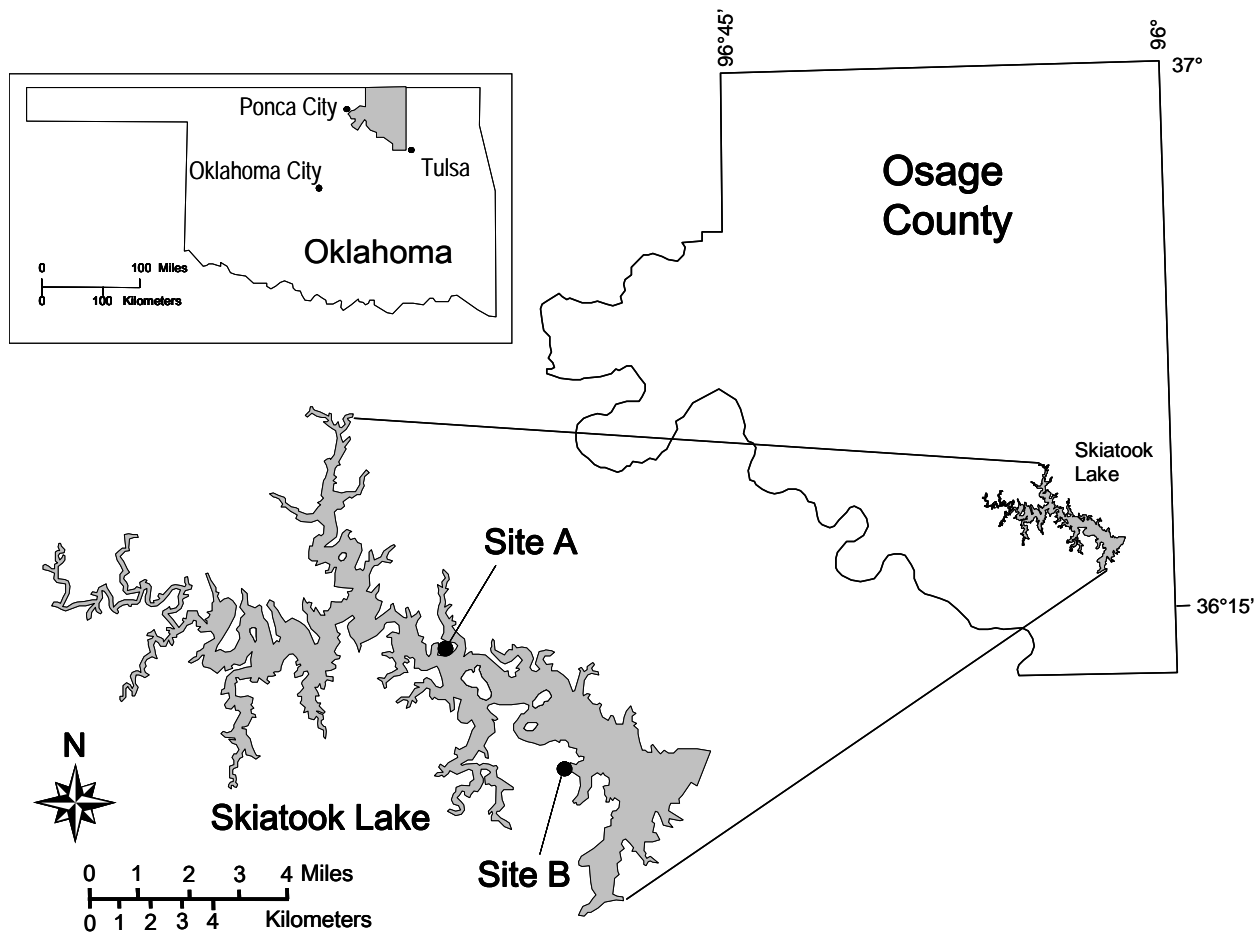 96°45'
96°
37°
Ponca City
Tulsa
Oklahoma City
Oklahoma
0 100 Miles
0 100 Kilometers
Osage
County
Skiatook
Lake
36°15'
Site A
N
Skiatook Lake
Site B
0 1 2 3 4 Miles
0 1 2 3 4 Kilometers